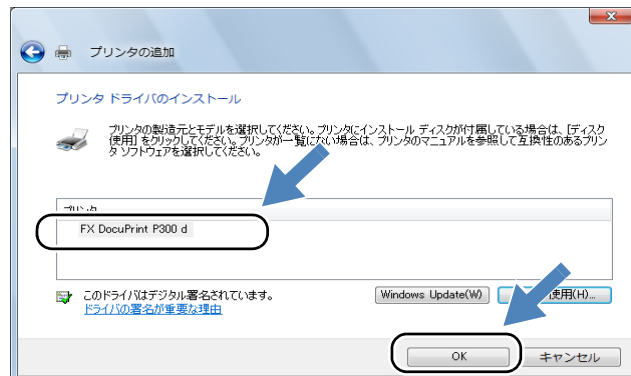 プリンタの追加
プリンタ ドライバのインストール
プリンタの製造元とモデルを選択してください。プリンタにインストール ディスクが付属している場合は、[ディスク
使用] をクリックしてください。プリンタが一覧にない場合は、プリンタのマニュアルを参照して互換性のあるプリン
タ ソフトウェアを選択してください。
プリンタ
FX DocuPrint P300 d
このドライバはデジタル署名されています。
ドライバの署名が重要な理由
Windows Update(W)
使用(H)...
OK
キャンセル